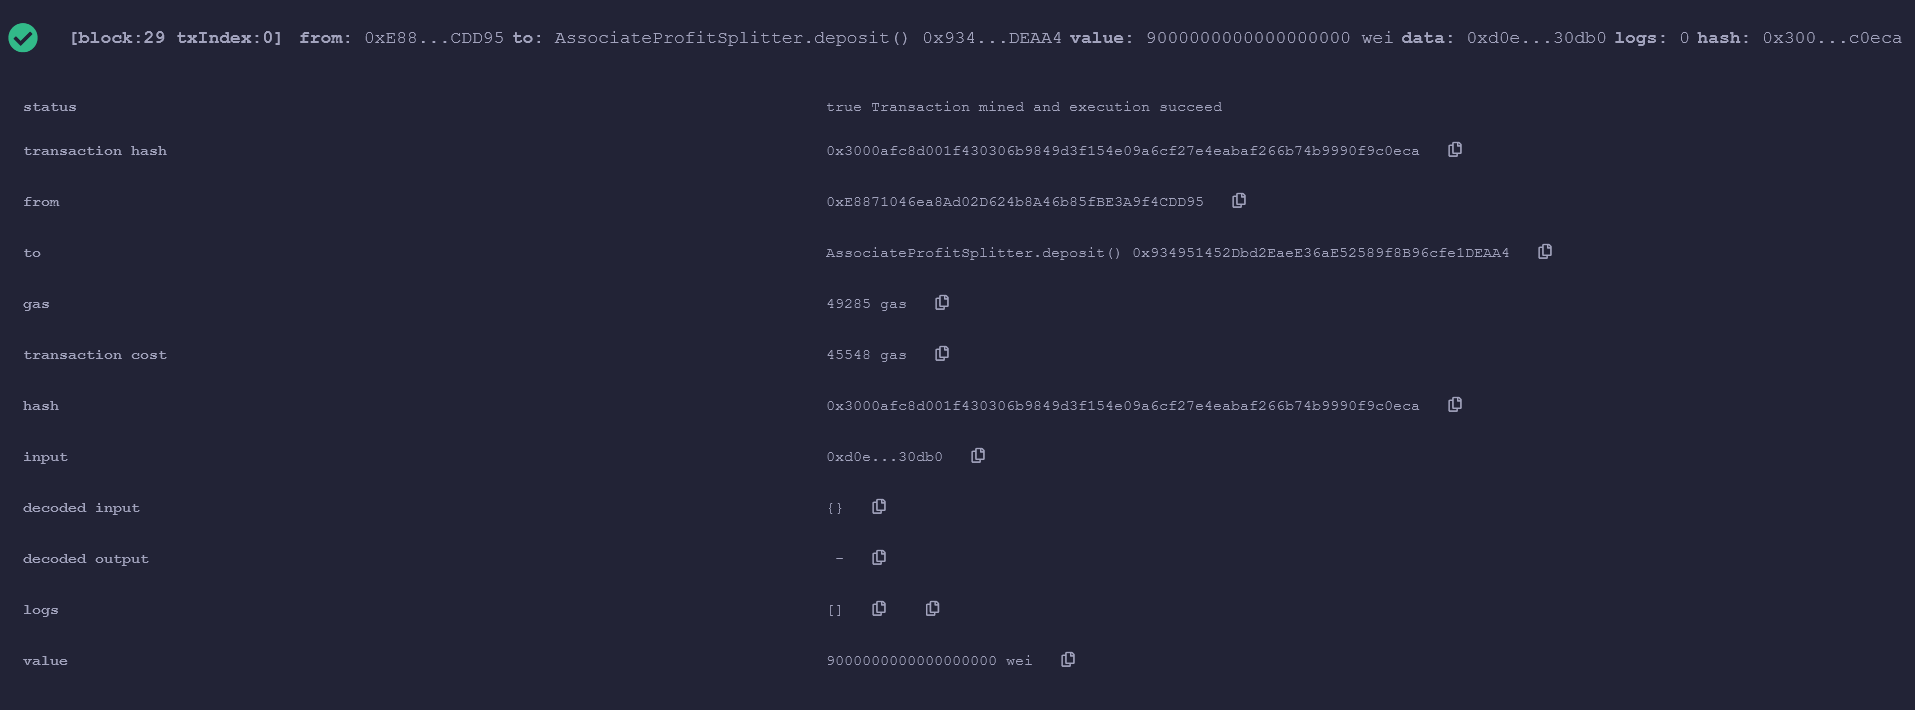 [block:29 txIndex:0] from: 0xE88...CDD95 to: AssociateProfitSplitter.deposit() 0x934...DEAA4 value: 9000000000000000000 wei data: 0xd0e...30db0 logs: 0 hash: 0x300...c0eca
status true Transaction mined and execution succeed
transaction hash 0x3000afc8d001f430306b9849d3f154e09a6cf27e4eabaf266b74b9990f9c0eca
from 0xE8871046ea8Ad02D624b8A46b85fBE3A9f4CDD95
to AssociateProfitSplitter.deposit() 0x934951452Dbd2EaeE36aE52589f8B96cfe1DEAA4
gas 49285 gas
transaction cost 45548 gas
hash 0x3000afc8d001f430306b9849d3f154e09a6cf27e4eabaf266b74b9990f9c0eca
input 0xd0e...30db0
decoded input {}
decoded output -
logs []
value 9000000000000000000 wei